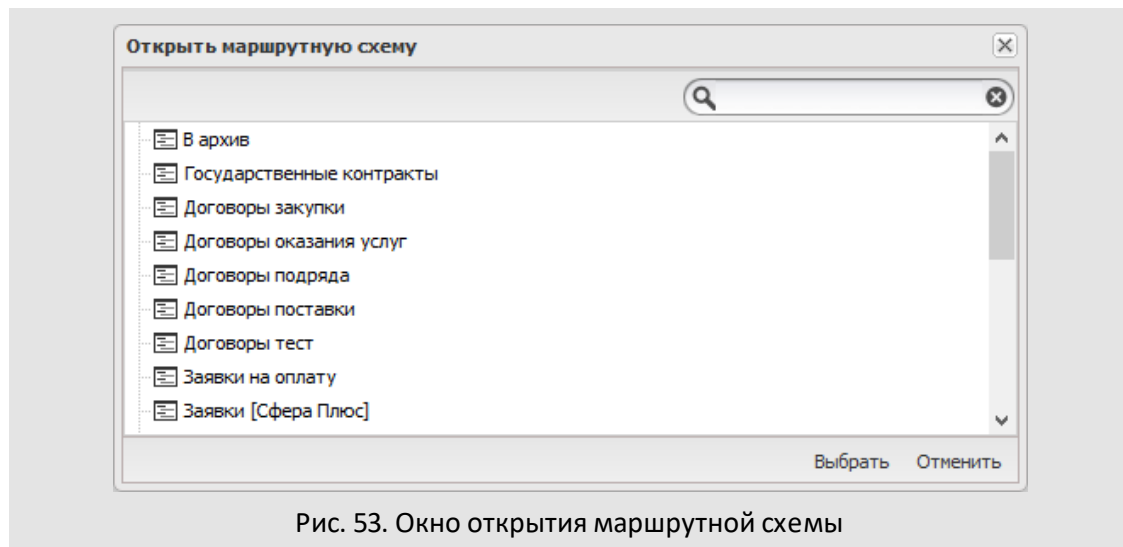 Открыть маршрутную схему
В архив
Государственные контракты
Договоры закупки
Договоры оказания услуг
Договоры подряда
Договоры поставки
Договоры тест
Заявки на оплату
Заявки [Сфера Плюс]
Выбрать Отменить
Рис. 53. Окно открытия маршрутной схемы